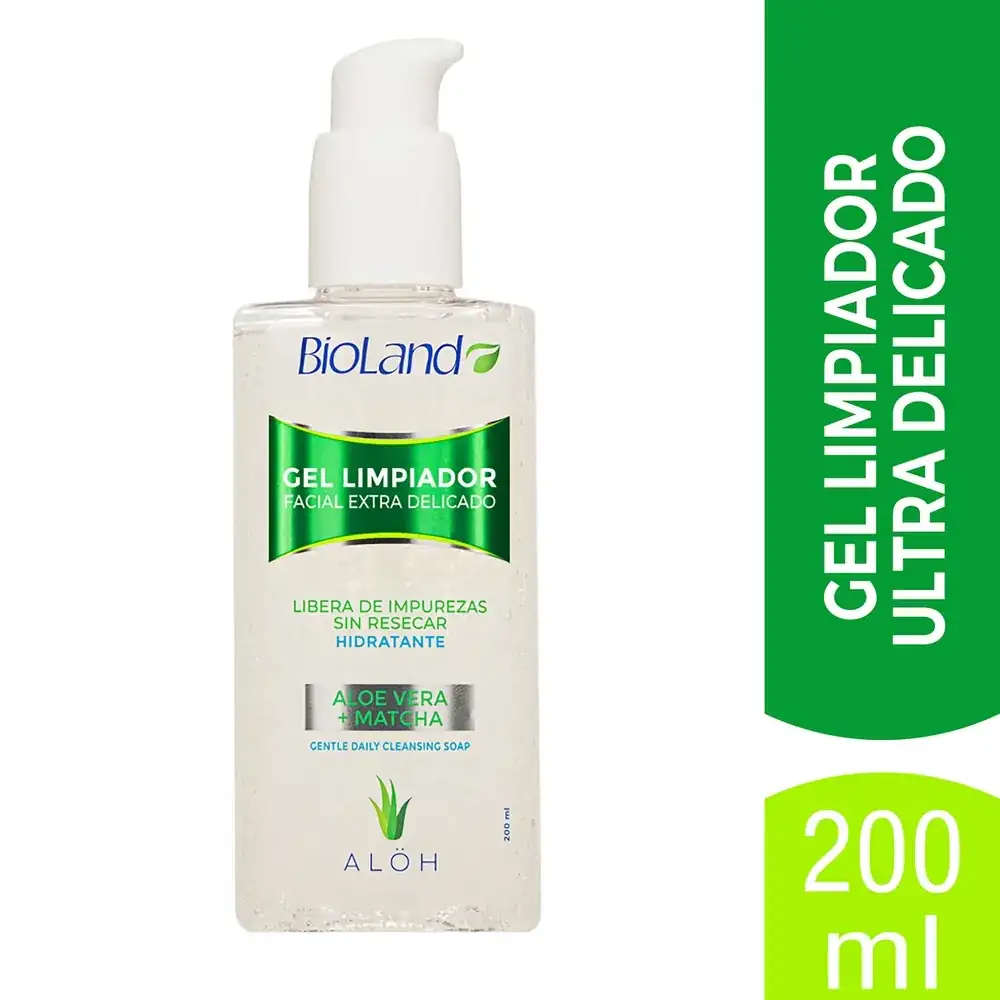 BioLand
GEL LIMPIADOR
FACIAL EXTRA DELICADO
LIBERA DE IMPUREZAS
SIN RESECAR
HIDRATANTE
ALOE VERA
+ MATCHA
GENTLE DAILY CLEANSING SOAP
200 ml
ALÖH
GEL LIMPIADOR
ULTRA DELICADO
200
ml